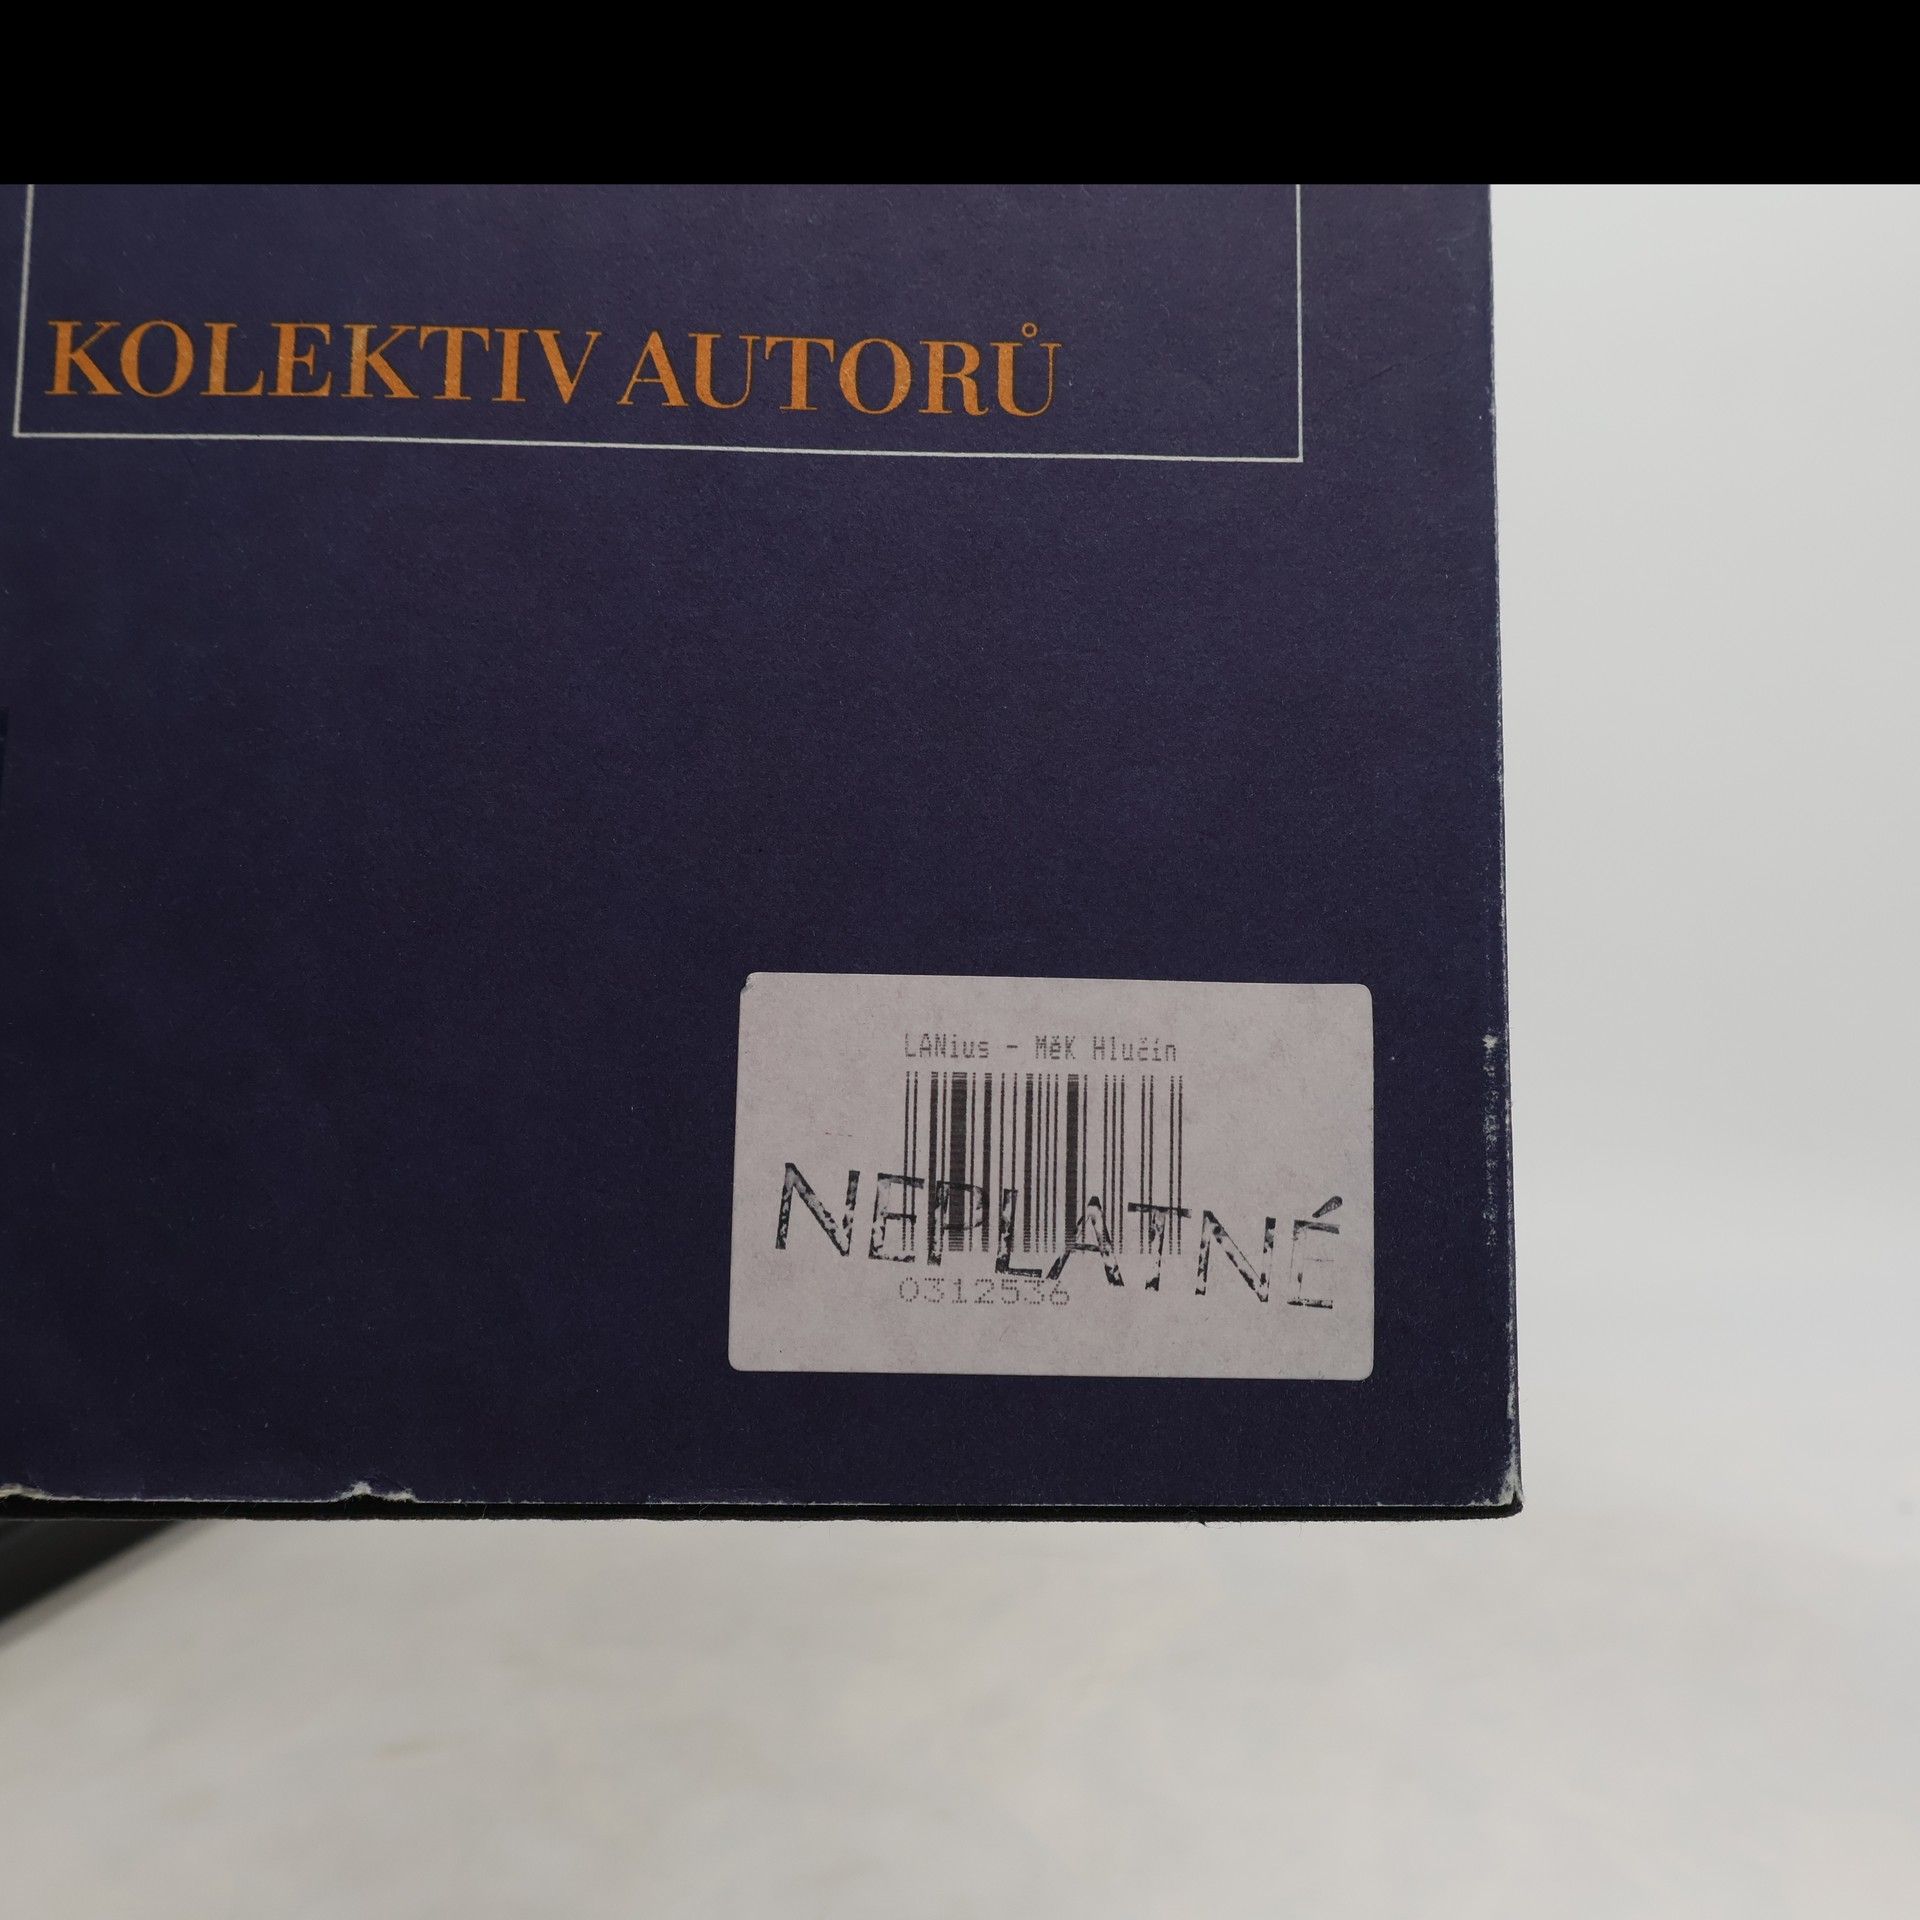 KOLEKTIV AUTORŮ
LANius - MěK Hlučín
NEPLATNÉ
0312536